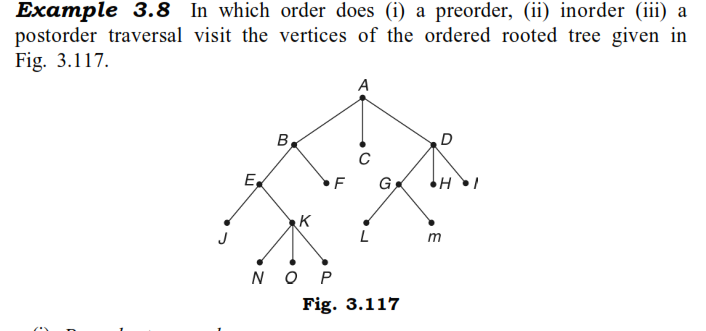 Example 3.8 In which order does (i) a preorder, (ii) inorder (iii) a
postorder traversal visit the vertices of the ordered rooted tree given in
Fig. 3.117.
A
B
D
C
E
F
G
H
I
K
J
L
m
N O P
Fig. 3.117